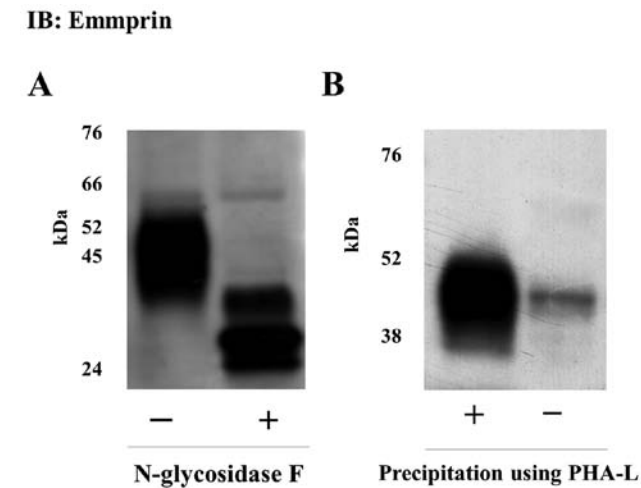 IB: Emmprin
A
B
76
66
52
45
24
kDa
76
52
38
kDa
− +
+ −
N-glycosidase F
Precipitation using PHA-L